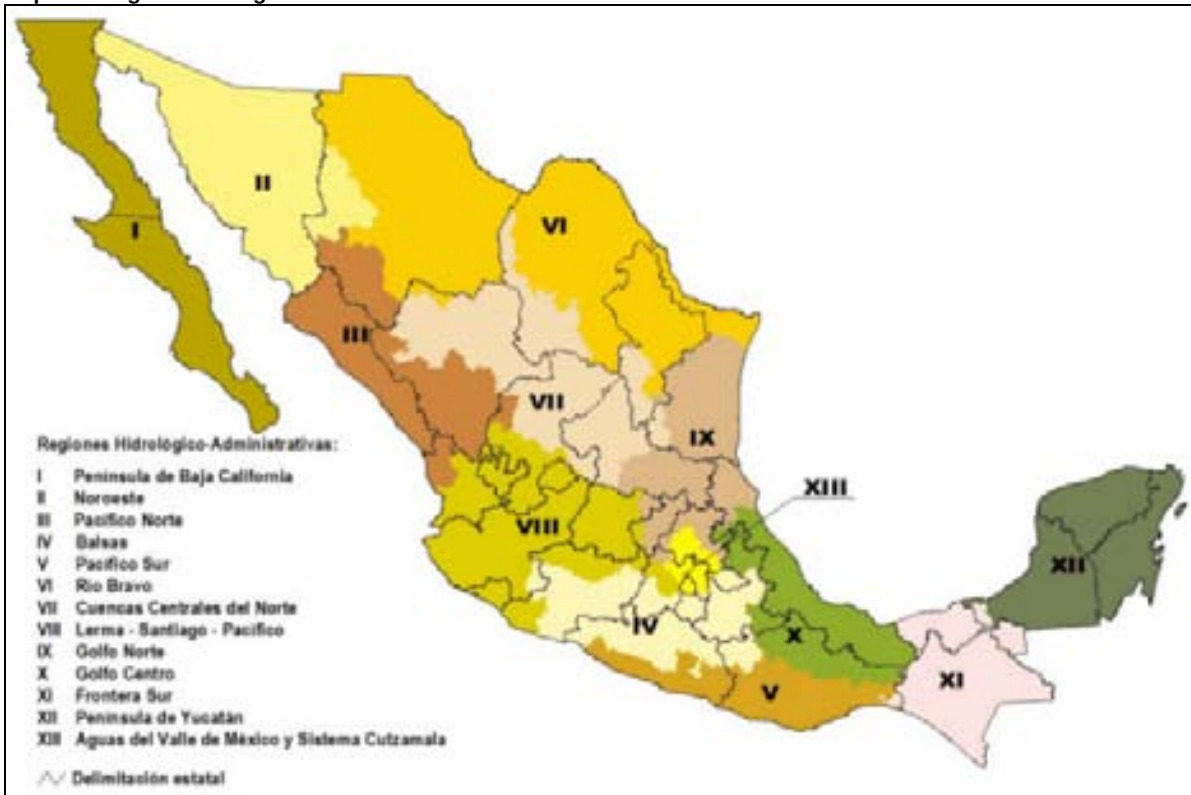 II
VI
I
III
VII
IX
XIII
VIII
XII
IV
X
XI
V
Regiones Hidrológico-Administrativas:
I Península de Baja California
II Noroeste
III Pacífico Norte
IV Balsas
V Pacífico Sur
VI Río Bravo
VII Cuencas Centrales del Norte
VIII Lerma - Santiago - Pacífico
IX Golfo Norte
X Golfo Centro
XI Frontera Sur
XII Península de Yucatán
XIII Aguas del Valle de México y Sistema Cutzamala
Delimitación estatal